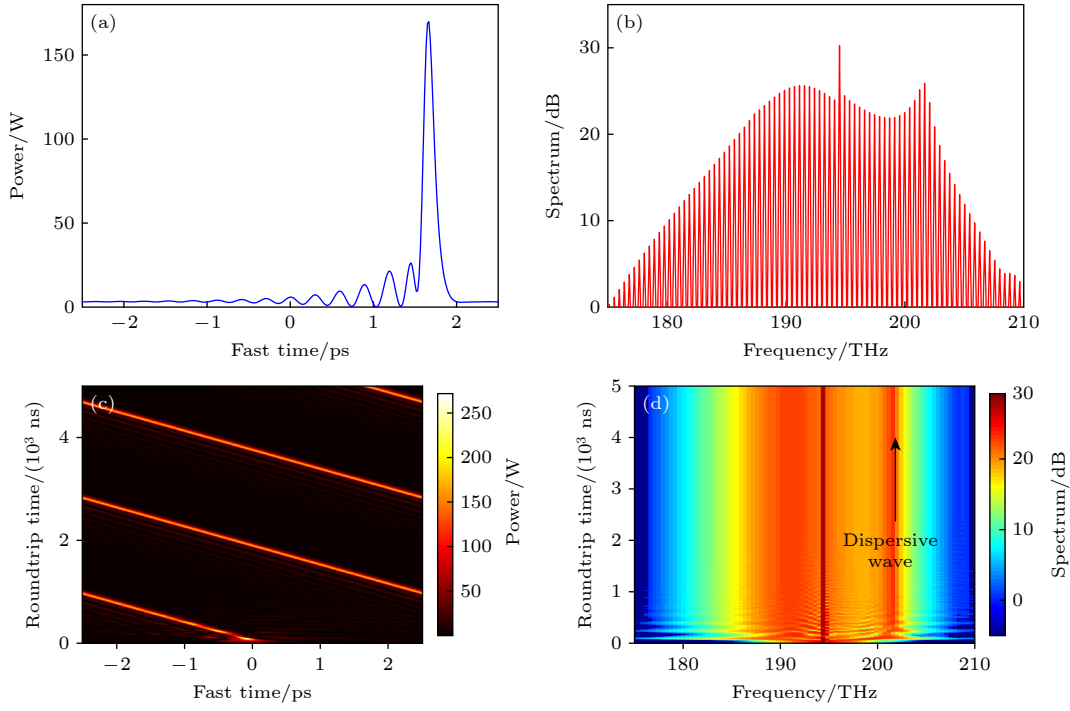 (a)
150
100
50
0
Power/W
−2
−1
0
1
2
Fast time/ps
(b)
30
20
10
0
Spectrum/dB
180
190
200
210
Frequency/THz
(c)
4
2
0
Roundtrip time/(10³ ns)
−2
−1
0
1
2
Fast time/ps
250
200
150
100
50
Power/W
(d)
5
4
3
2
1
0
Roundtrip time/(10³ ns)
Dispersive
wave
180
190
200
210
Frequency/THz
30
20
10
0
Spectrum/dB